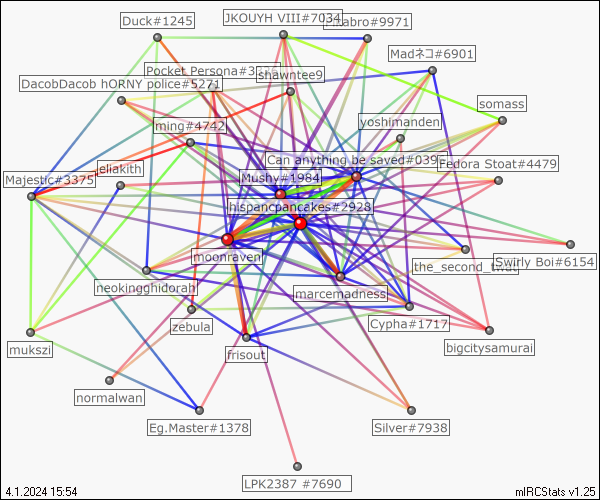 Duck#1245
JKOUYH VIII#7034
#9971
Madネコ#6901
Pocket Persona#3
shawntee9
DacobDacob hORNY police#5271
somass
ming#4742
yoshimanden
Can anything be saved#039
Fedora Stoat#4479
Majestic#3375
eliakith
Mushy#1984
hispancpancakes#2928
moonraven
the_second_
Swirly Boi#6154
neokingghidorah
marcemadness
zebula
Cypha#1717
mukszi
frisout
bigcitysamurai
normalwan
Eg.Master#1378
Silver#7938
LPK2387 #7690
4.1.2024 15:54
mIRCStats v1.25